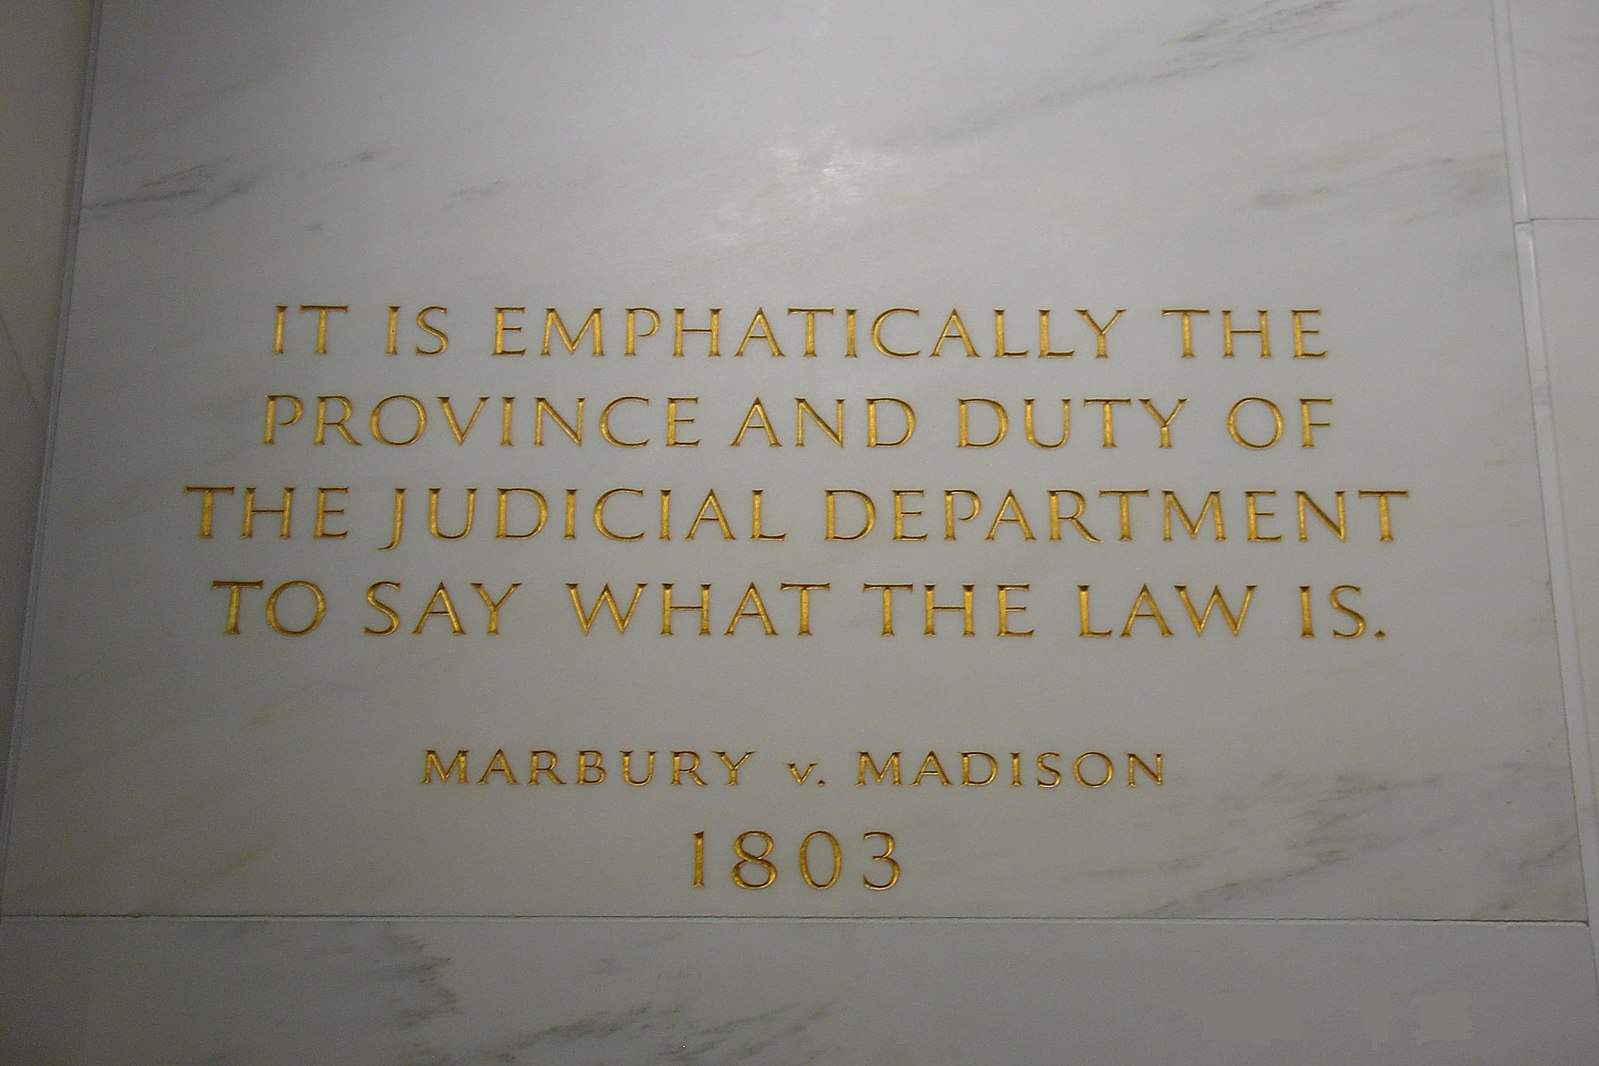 IT IS EMPHATICALLY THE
PROVINCE AND DUTY OF
THE JUDICIAL DEPARTMENT
TO SAY WHAT THE LAW IS.
MARBURY v. MADISON
1803